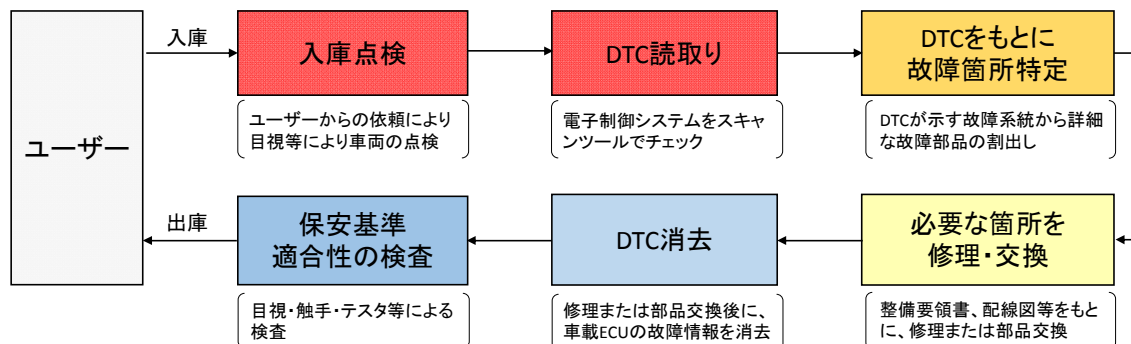 ユーザー
入庫
入庫点検
ユーザーからの依頼により
目視等により車両の点検
DTC読取り
電子制御システムをスキャ
ンツールでチェック
DTCをもとに
故障箇所特定
DTCが示す故障系統から詳細
な故障部品の割出し
必要な箇所を
修理・交換
整備要領書、配線図等をもと
に、修理または部品交換
DTC消去
修理または部品交換後に、
車載ECUの故障情報を消去
保安基準
適合性の検査
目視・触手・テスタ等による
検査
出庫